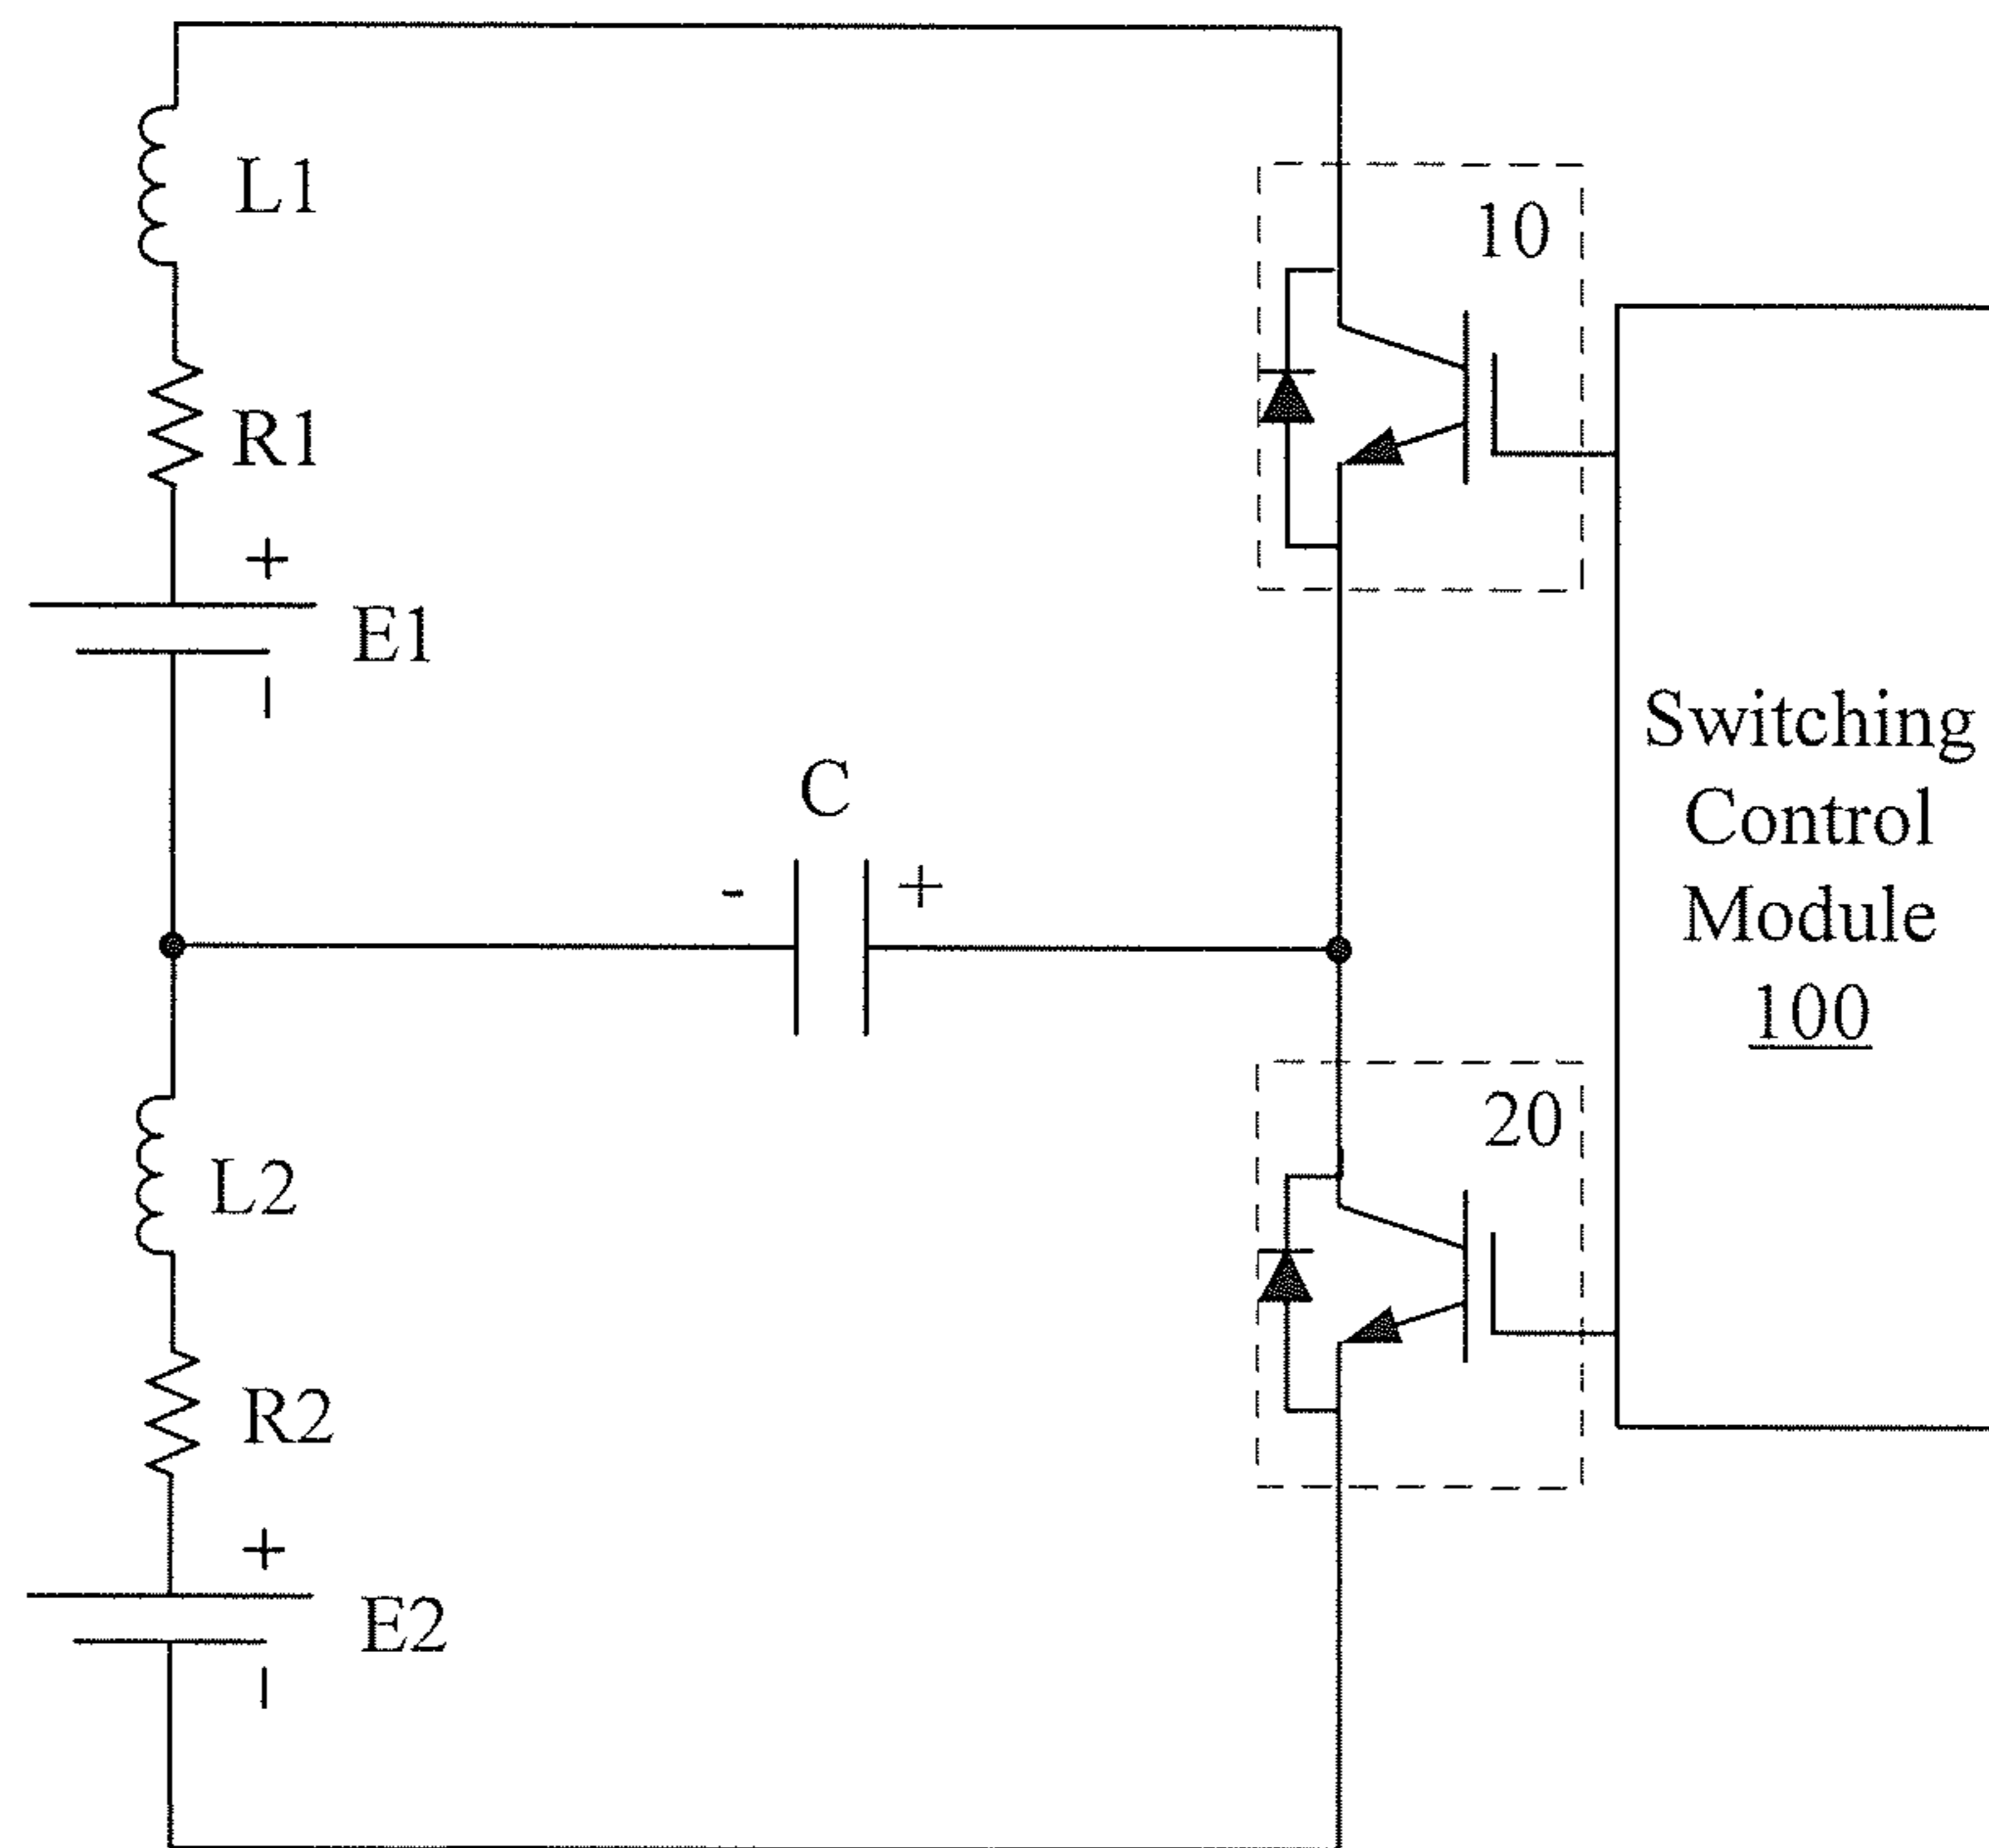 L1
10
R1
+
E1
-
Switching
Control
Module
100
C
- +
20
L2
R2
+
E2
-